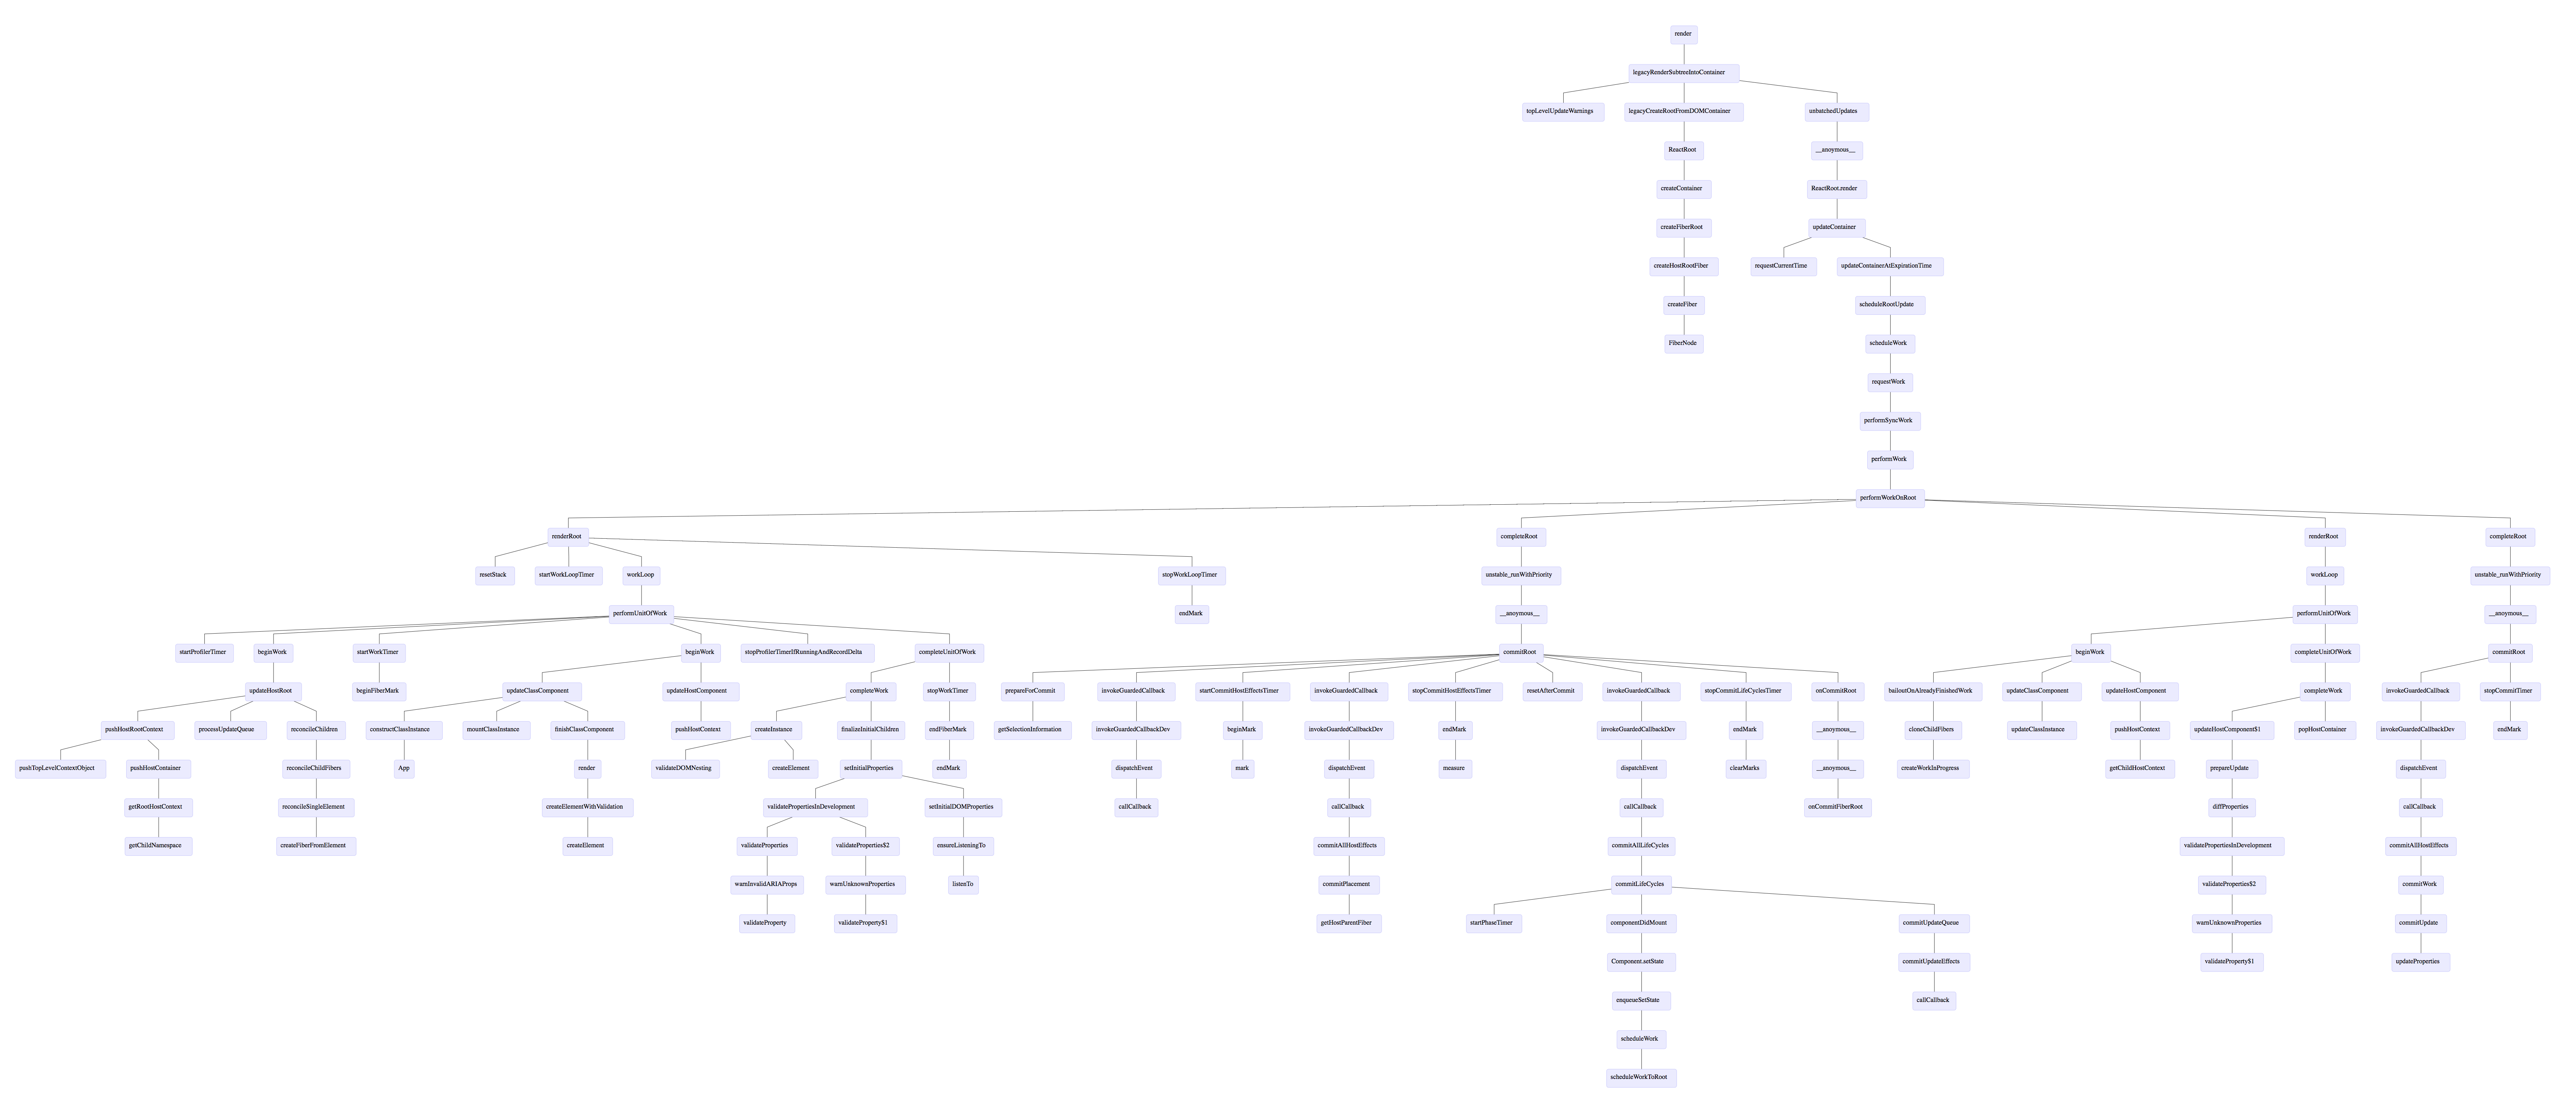 render
legacyRenderSubtreeIntoContainer
topLevelUpdateWarnings
legacyCreateRootFromDOMContainer
unbatchedUpdates
ReactRoot
__anoymous__
createContainer
ReactRoot.render
createFiberRoot
updateContainer
createHostRootFiber
requestCurrentTime
updateContainerAtExpirationTime
createFiber
scheduleRootUpdate
FiberNode
scheduleWork
requestWork
performSyncWork
performWork
performWorkOnRoot
renderRoot
completeRoot
renderRoot
completeRoot
resetStack
startWorkLoopTimer
workLoop
stopWorkLoopTimer
unstable_runWithPriority
workLoop
unstable_runWithPriority
performUnitOfWork
endMark
__anoymous__
performUnitOfWork
__anoymous__
startProfilerTimer
beginWork
startWorkTimer
beginWork
stopProfilerTimerIfRunningAndRecordDelta
completeUnitOfWork
commitRoot
beginWork
completeUnitOfWork
commitRoot
updateHostRoot
beginFiberMark
updateClassComponent
updateHostComponent
completeWork
stopWorkTimer
prepareForCommit
invokeGuardedCallback
startCommitHostEffectsTimer
invokeGuardedCallback
stopCommitHostEffectsTimer
resetAfterCommit
invokeGuardedCallback
stopCommitLifeCyclesTimer
onCommitRoot
bailoutOnAlreadyFinishedWork
updateClassComponent
updateHostComponent
completeWork
invokeGuardedCallback
stopCommitTimer
pushHostRootContext
processUpdateQueue
reconcileChildren
constructClassInstance
mountClassInstance
finishClassComponent
pushHostContext
createInstance
finalizeInitialChildren
endFiberMark
getSelectionInformation
invokeGuardedCallbackDev
beginMark
invokeGuardedCallbackDev
endMark
invokeGuardedCallbackDev
endMark
__anoymous__
cloneChildFibers
updateClassInstance
pushHostContext
updateHostComponent$1
popHostContainer
invokeGuardedCallbackDev
endMark
pushTopLevelContextObject
pushHostContainer
reconcileChildFibers
App
render
validateDOMNesting
createElement
setInitialProperties
endMark
dispatchEvent
mark
dispatchEvent
measure
dispatchEvent
clearMarks
__anoymous__
createWorkInProgress
getChildHostContext
prepareUpdate
dispatchEvent
getRootHostContext
reconcileSingleElement
createElementWithValidation
validatePropertiesInDevelopment
setInitialDOMProperties
callCallback
callCallback
callCallback
onCommitFiberRoot
diffProperties
callCallback
getChildNamespace
createFiberFromElement
createElement
validateProperties
validateProperties$2
ensureListeningTo
commitAllHostEffects
commitAllLifeCycles
validatePropertiesInDevelopment
commitAllHostEffects
warnInvalidARIAProps
warnUnknownProperties
listenTo
commitPlacement
commitLifeCycles
validateProperties$2
commitWork
validateProperty
validateProperty$1
getHostParentFiber
startPhaseTimer
componentDidMount
commitUpdateQueue
warnUnknownProperties
commitUpdate
Component.setState
commitUpdateEffects
validateProperty$1
updateProperties
enqueueSetState
callCallback
scheduleWork
scheduleWorkToRoot